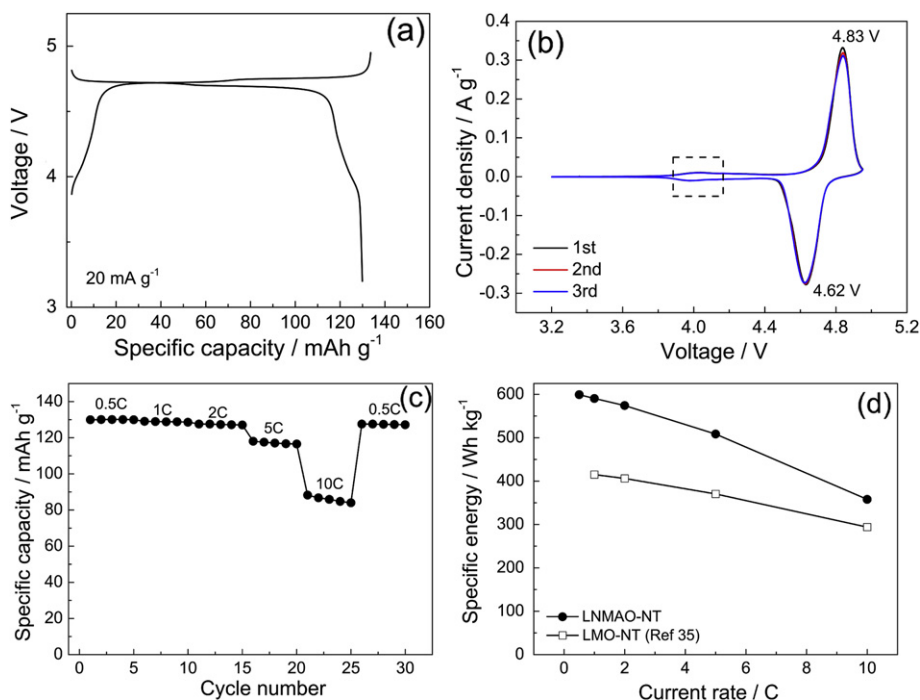 (a)
5
4
3
Voltage / V
20 mA g⁻¹
0 20 40 60 80 100 120 140 160
Specific capacity / mAh g⁻¹
(b)
4.83 V
0.4
0.3
0.2
0.1
0.0
-0.1
-0.2
-0.3
Current density / A g⁻¹
1st
2nd
3rd
4.62 V
3.2 3.6 4.0 4.4 4.8 5.2
Voltage / V
(c)
140
120
100
80
60
40
20
0
Specific capacity / mAh g⁻¹
0.5C 1C 2C 0.5C
5C
10C
0 5 10 15 20 25 30
Cycle number
(d)
600
500
400
300
200
100
0
Specific energy / Wh kg⁻¹
LNMAO-NT
LMO-NT (Ref 35)
0 2 4 6 8 10
Current rate / C